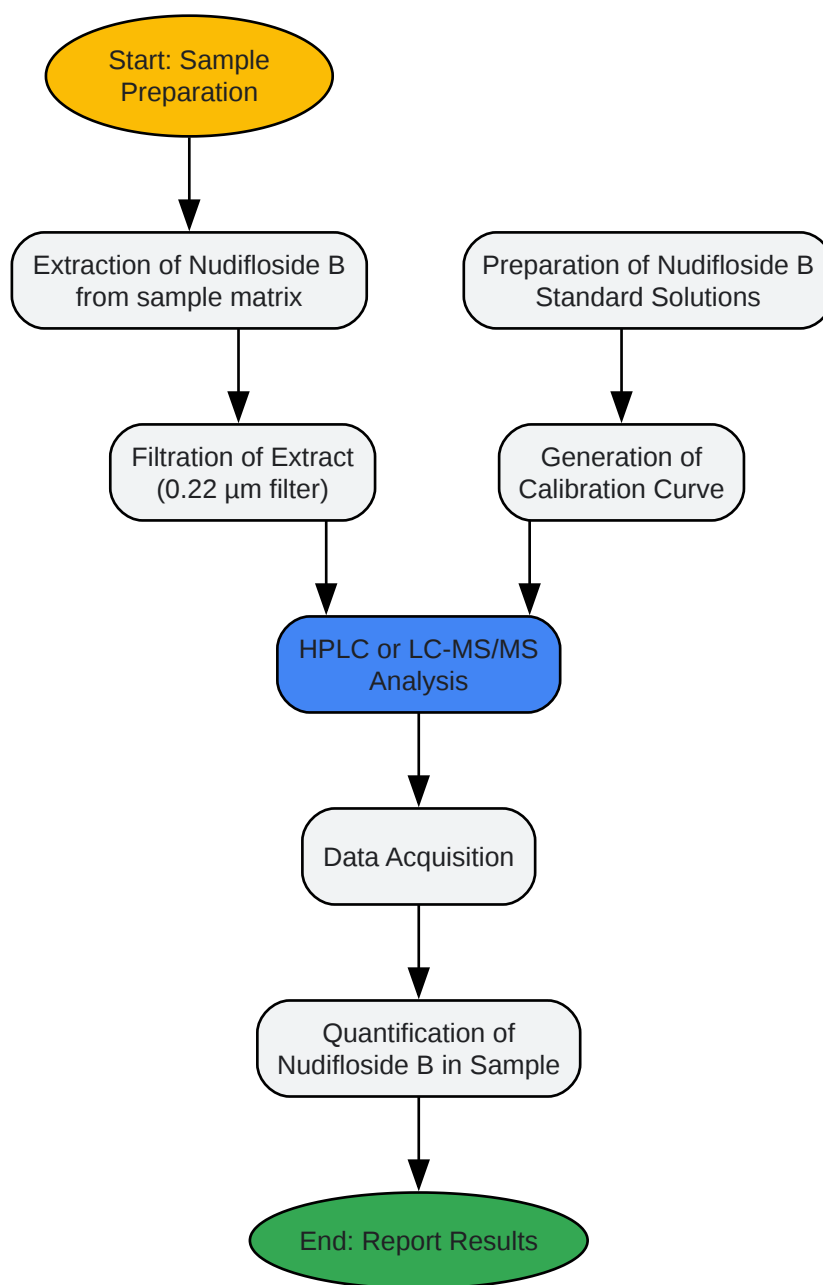 Start: Sample
Preparation
Extraction of Nudifloside B
from sample matrix
Preparation of Nudifloside B
Standard Solutions
Filtration of Extract
(0.22 µm filter)
Generation of
Calibration Curve
HPLC or LC-MS/MS
Analysis
Data Acquisition
Quantification of
Nudifloside B in Sample
End: Report Results